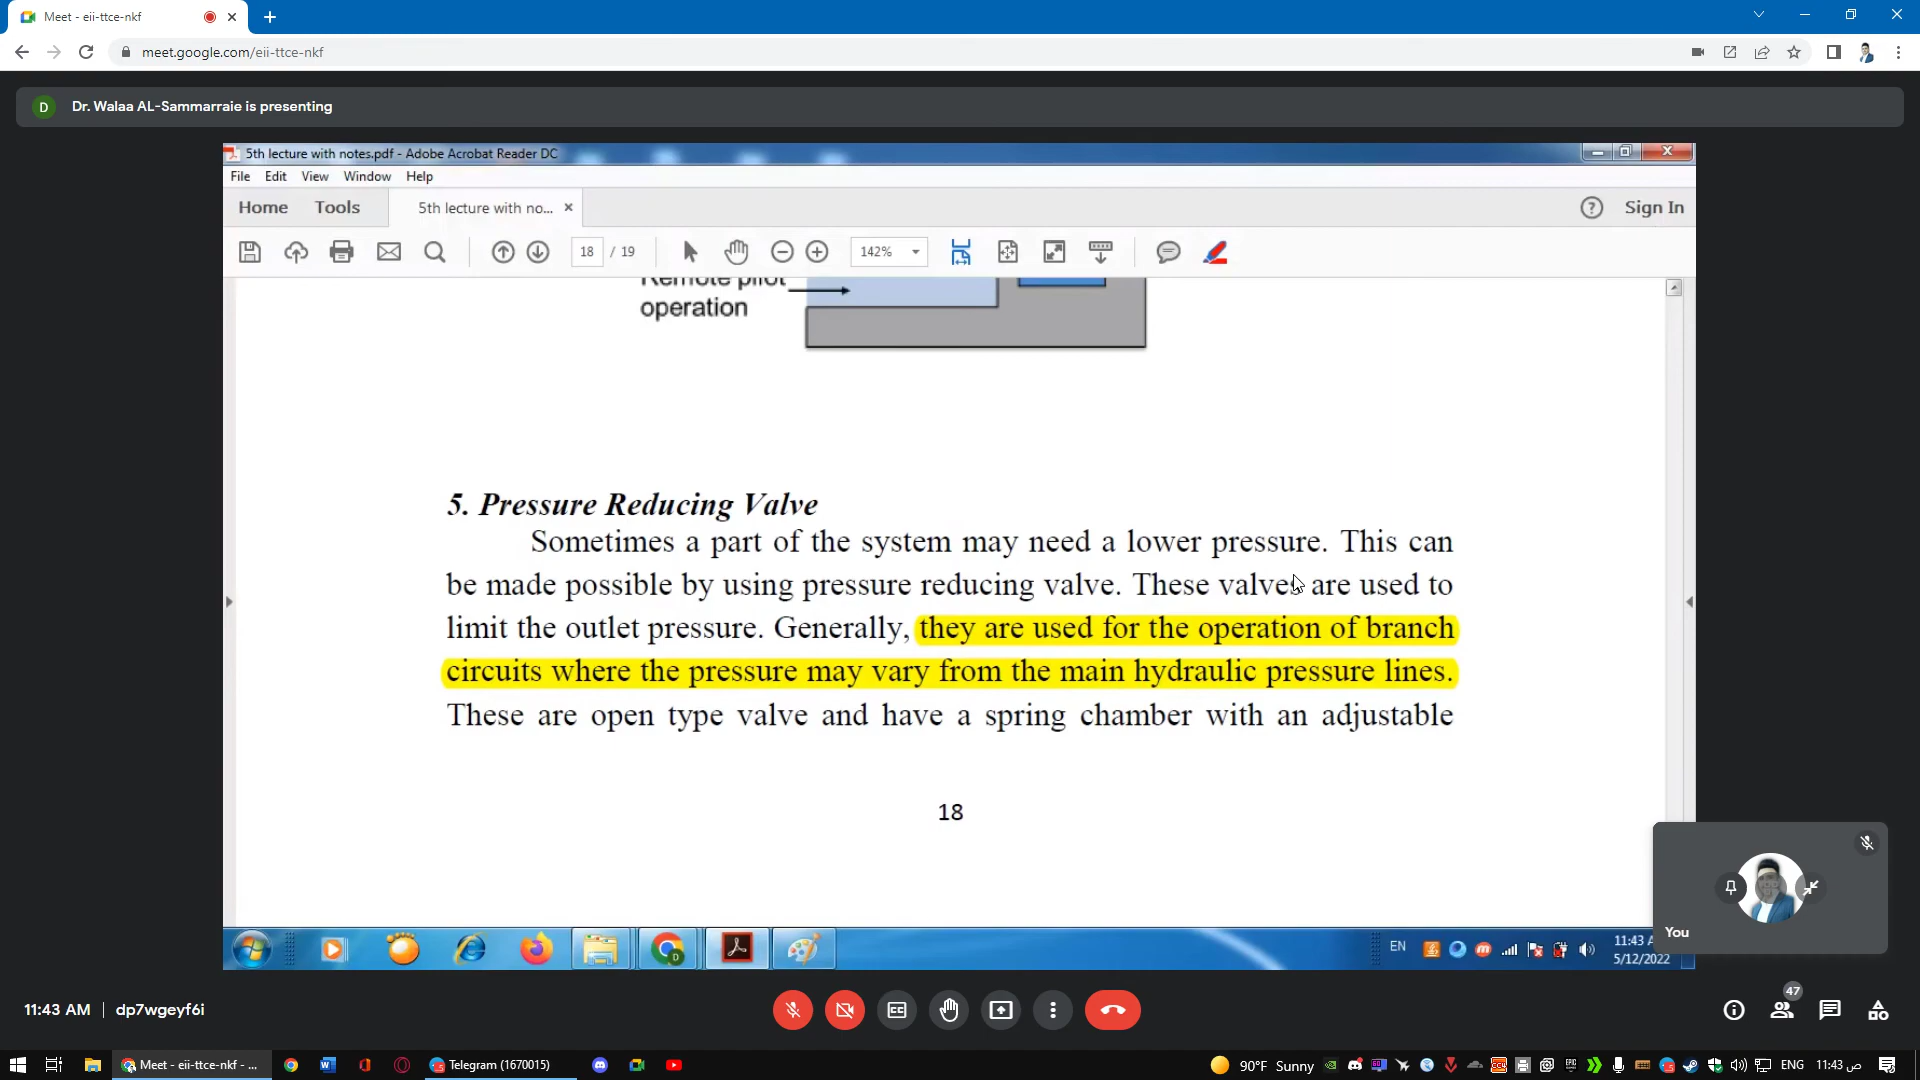 Meet - eii-ttce-nkf
meet.google.com/eii-ttce-nkf
D
Dr. Walaa AL-Sammarraie is presenting
5th lecture with notes.pdf - Adobe Acrobat Reader DC
File Edit View Window Help
Home Tools 5th lecture with no... Sign In
18 / 19 142%
Remote pilot
operation
5. Pressure Reducing Valve
Sometimes a part of the system may need a lower pressure. This can
be made possible by using pressure reducing valve. These valves are used to
limit the outlet pressure. Generally, they are used for the operation of branch
circuits where the pressure may vary from the main hydraulic pressure lines.
These are open type valve and have a spring chamber with an adjustable
18
You
EN
11:43 A
5/12/2022
11:43 AM | dp7wgeyf6i
47
Meet - eii-ttce-nkf - ...
Telegram (1670015)
90°F Sunny
ENG
11:43 ص